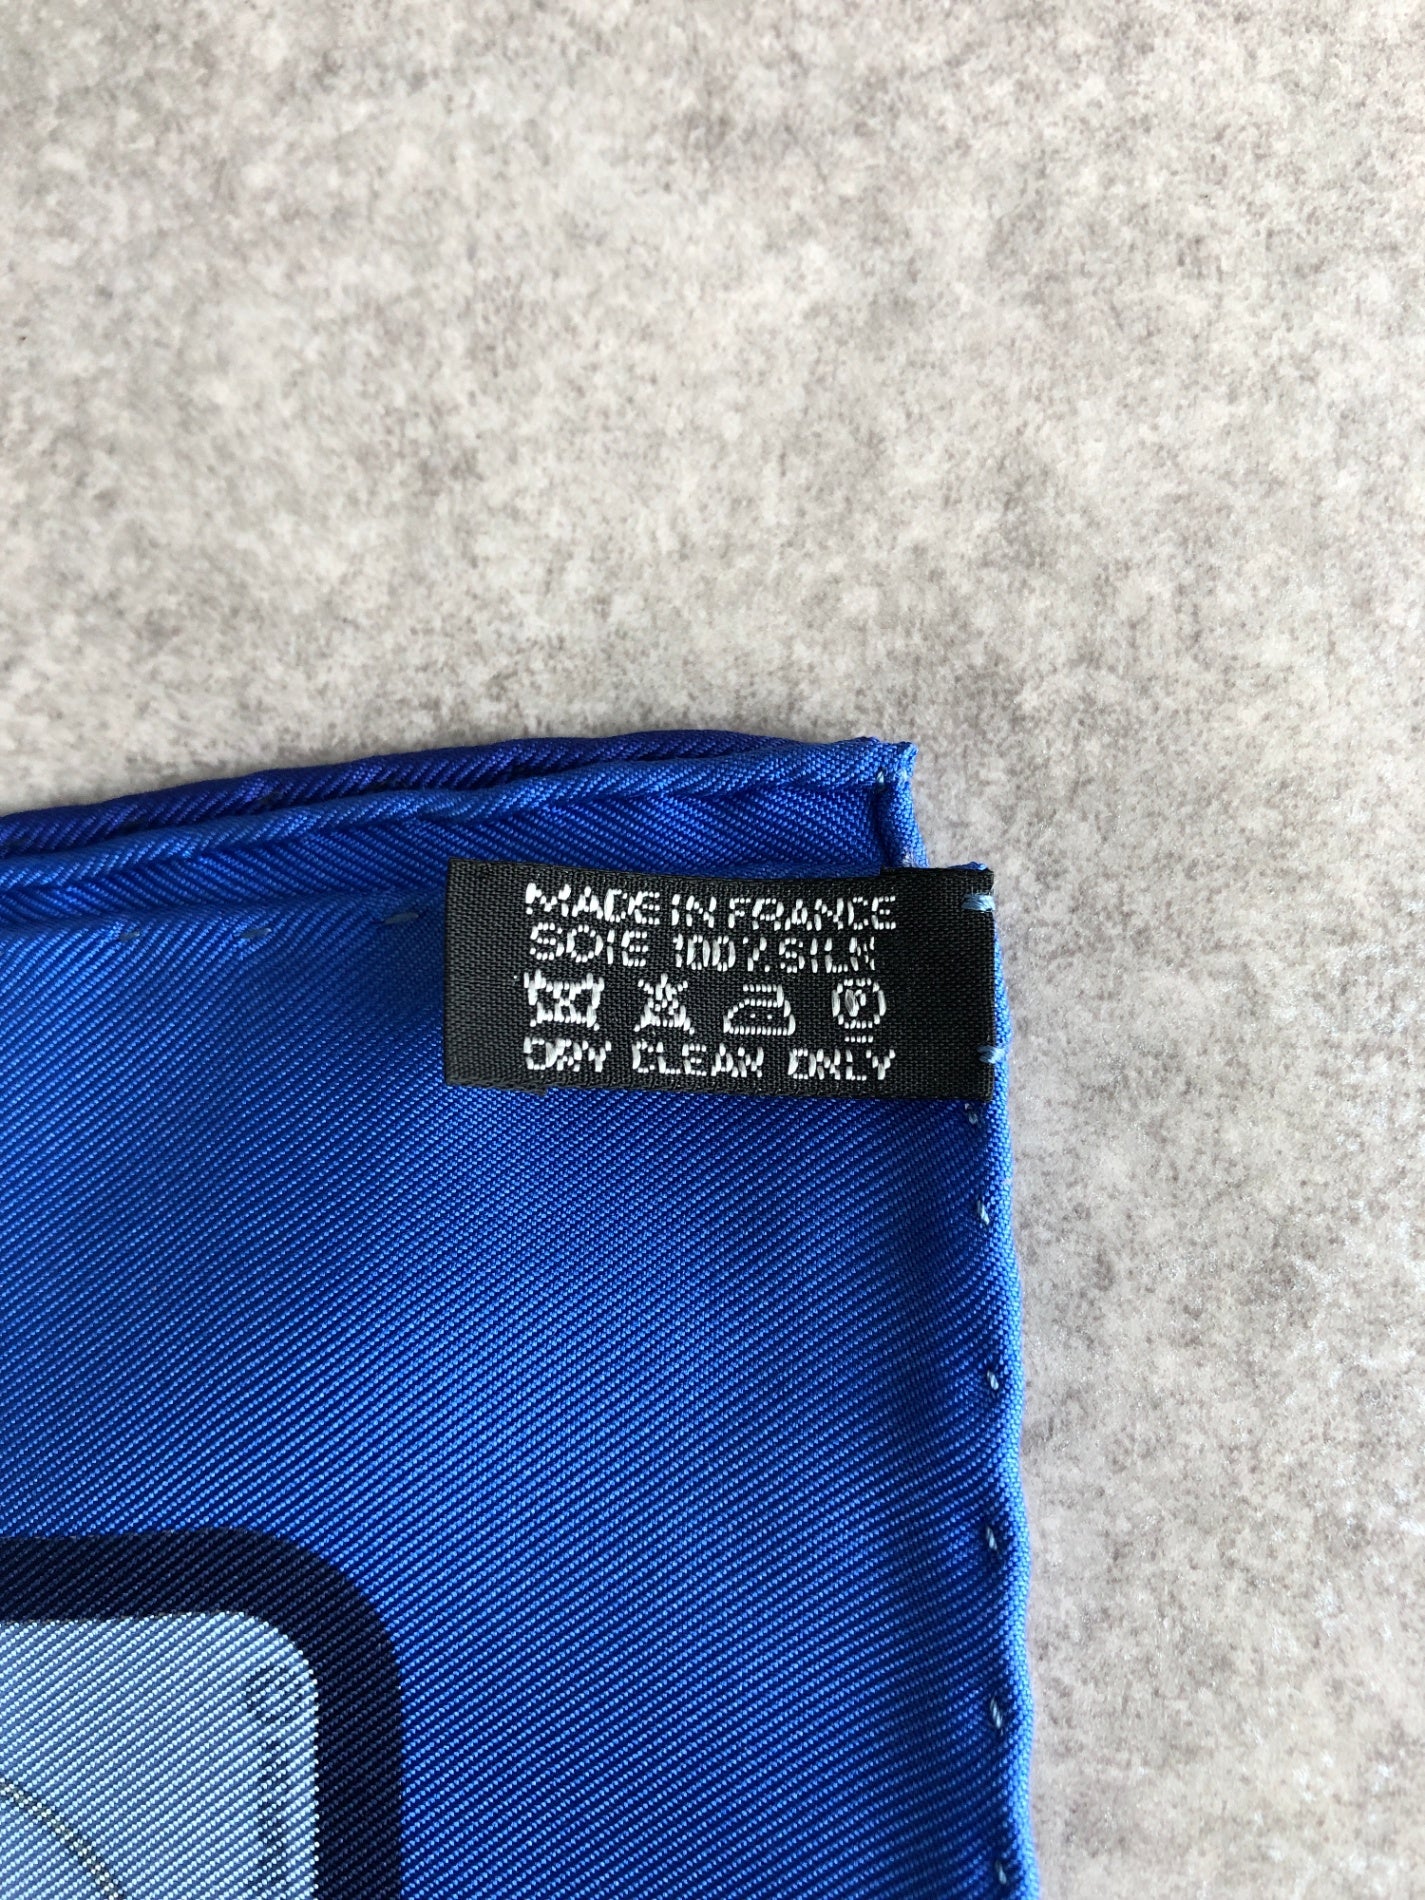 MADE IN FRANCE
SOIE 100% SILK
P
DRY CLEAN ONLY